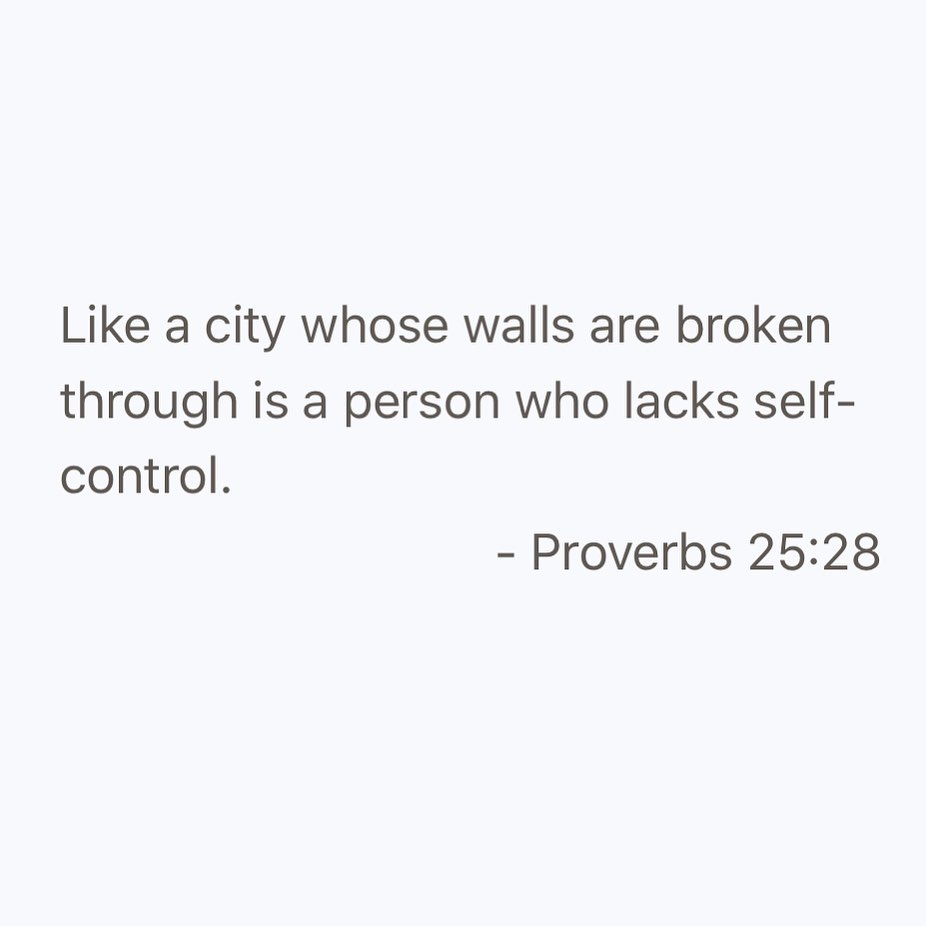 Like a city whose walls are broken
through is a person who lacks self-
control.
- Proverbs 25:28